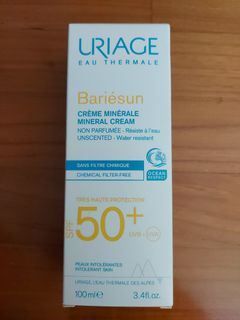 URIAGE
EAU THERMALE
Bariésun
CRÈME MINÉRALE
MINERAL CREAM
NON PARFUMÉE - Résiste à l'eau
UNSCENTED - Water resistant
SANS FILTRE CHIMIQUE
CHEMICAL FILTER-FREE
OCEAN
RESPECT
TRÈS HAUTE PROTECTION
SPF 50+
UVB + UVA
PEAUX INTOLÉRANTES
INTOLERANT SKIN
URIAGE, L'EAU THERMALE DES ALPES
100ml ℮ 3.4fl.oz.